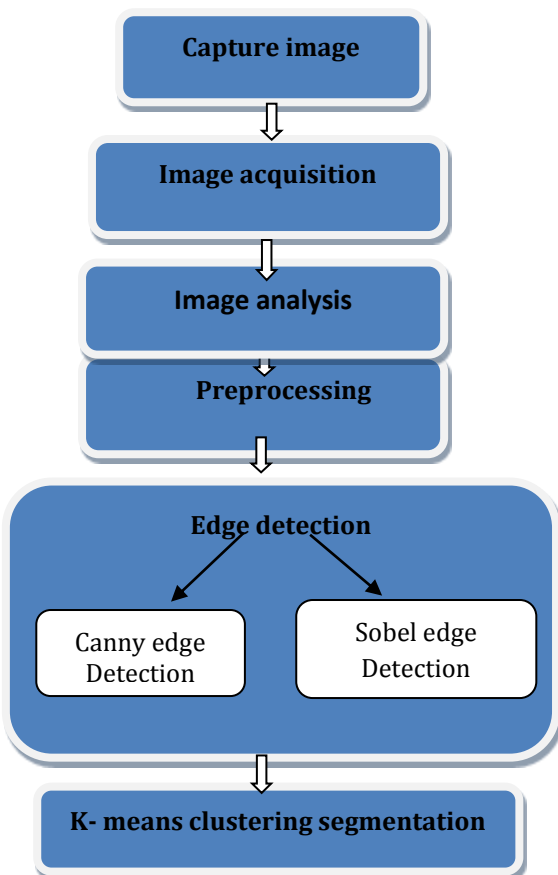 Capture image
Image acquisition
Image analysis
Preprocessing
Edge detection
Canny edge
Detection
Sobel edge
Detection
K- means clustering segmentation